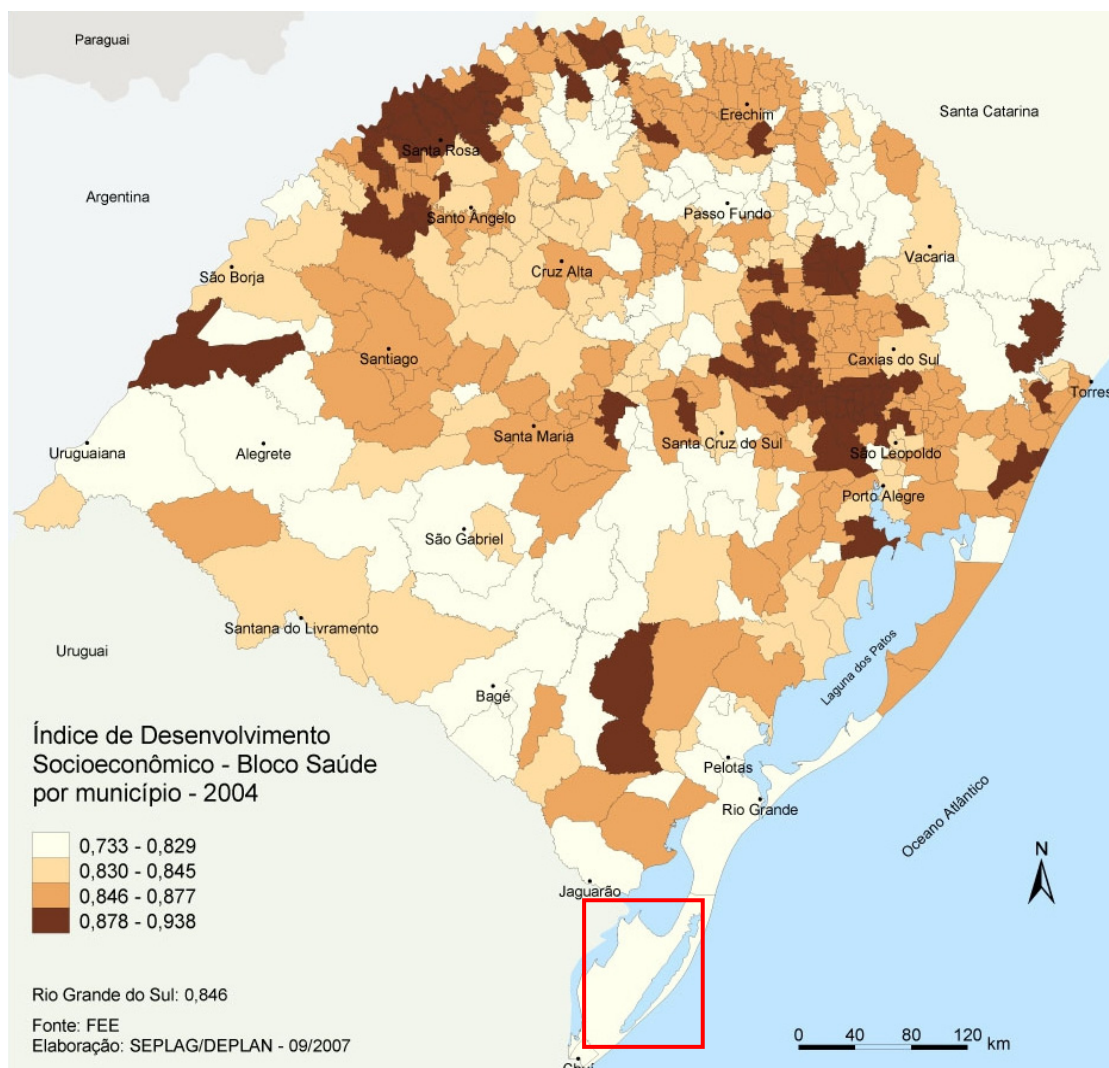 Paraguai
Santa Catarina
Erechim
Santa Rosa
Argentina
Santo Ângelo
Passo Fundo
Vacaria
São Borja
Cruz Alta
Santiago
Caxias do Sul
Torres
Uruguaiana
Alegrete
Santa Maria
Santa Cruz do Sul
São Leopoldo
Porto Alegre
São Gabriel
Santana do Livramento
Uruguai
Laguna dos Patos
Bagé
Índice de Desenvolvimento
Socioeconômico - Bloco Saúde
por município - 2004
Pelotas
Rio Grande
Oceano Atlântico
0,733 - 0,829
0,830 - 0,845
0,846 - 0,877
0,878 - 0,938
N
Jaguarão
Rio Grande do Sul: 0,846
Fonte: FEE
Elaboração: SEPLAG/DEPLAN - 09/2007
0 40 80 120
km
Chuí